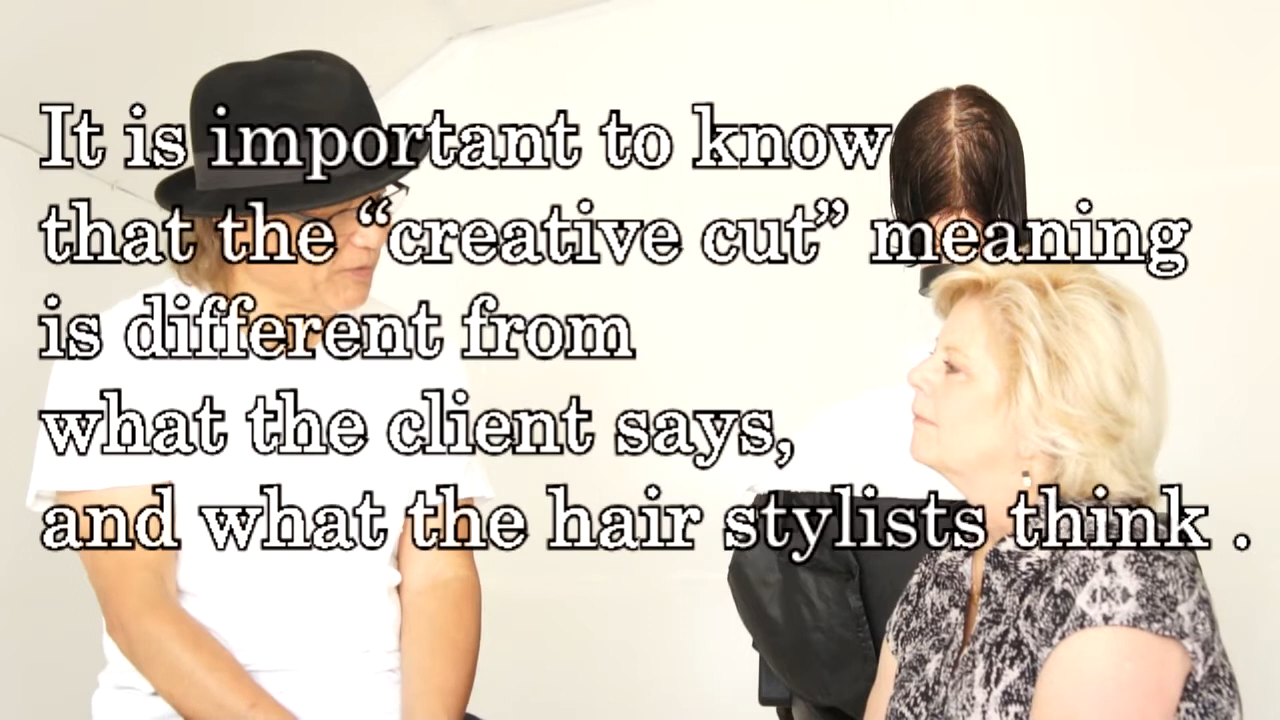 It is important to know
that the “creative cut” meaning
is different from
what the client says,
and what the hair stylists think .